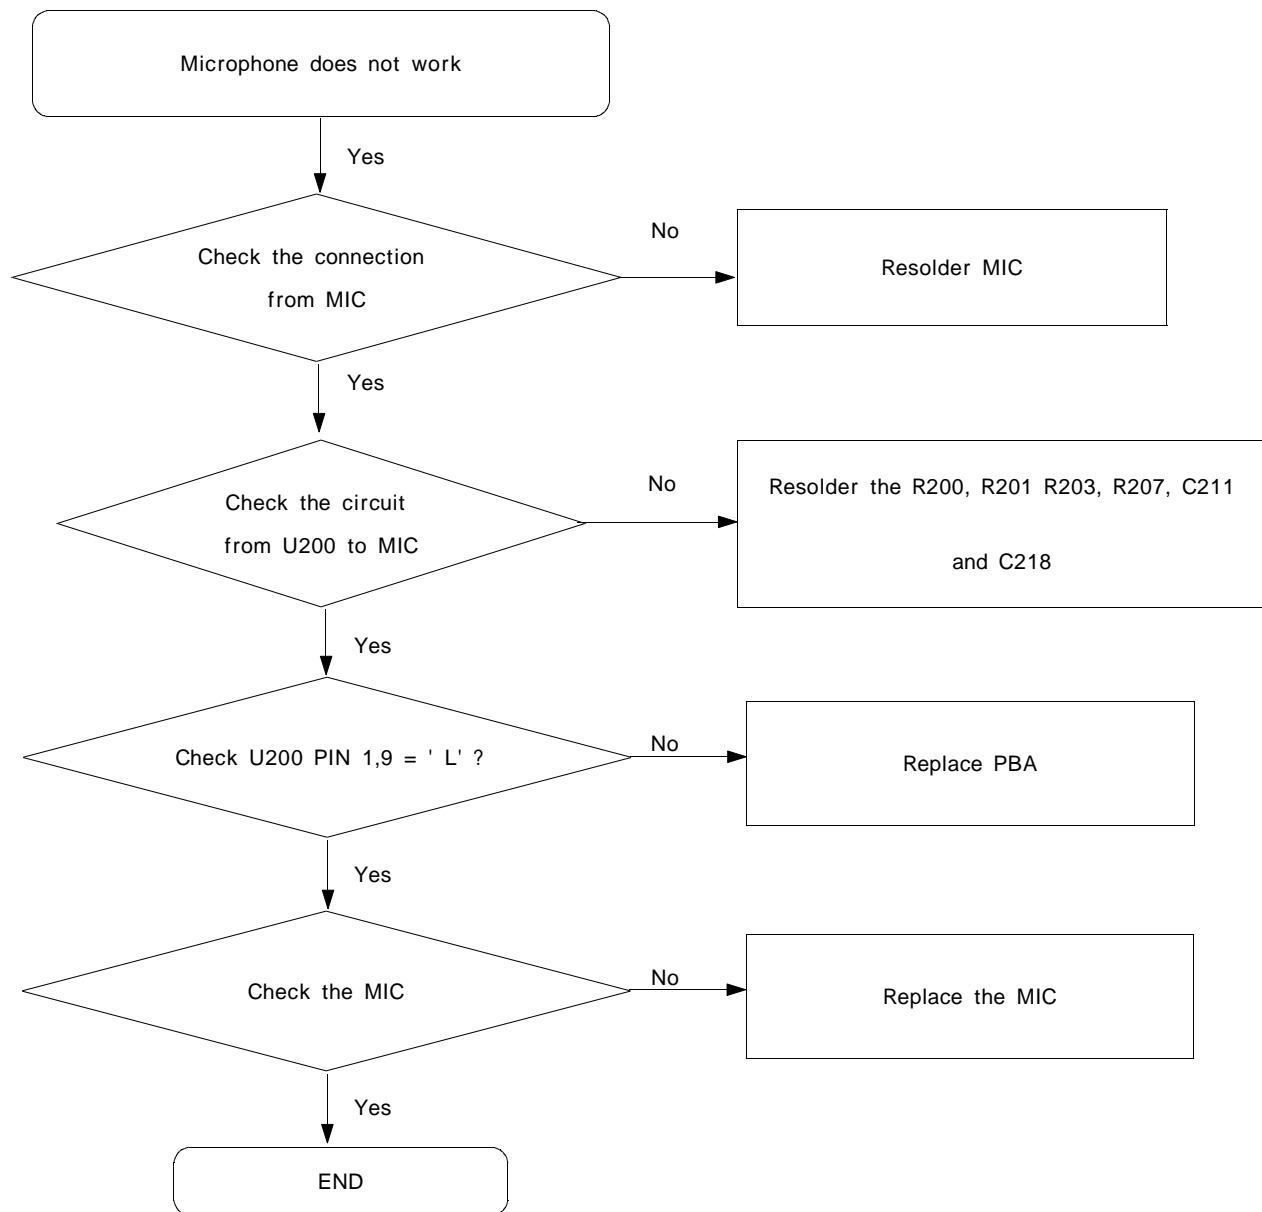 Microphone does not work
Yes
Check the connection
from MIC
No
Resolder MIC
Yes
Check the circuit
from U200 to MIC
No
Resolder the R200, R201 R203, R207, C211
and C218
Yes
Check U200 PIN 1,9 = ' L' ?
No
Replace PBA
Yes
Check the MIC
No
Replace the MIC
Yes
END